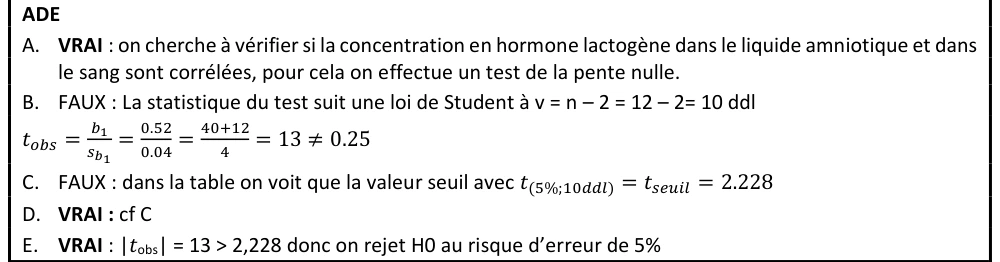 ADE
A. VRAI : on cherche à vérifier si la concentration en hormone lactogène dans le liquide amniotique et dans
le sang sont corrélées, pour cela on effectue un test de la pente nulle.
B. FAUX : La statistique du test suit une loi de Student à v = n – 2 = 12 – 2= 10 ddl
t_obs = b_1/s_b_1 = 0.52/0.04 = 40+12/4 = 13 ≠ 0.25
C. FAUX : dans la table on voit que la valeur seuil avec t_(5%;10ddl) = t_seuil = 2.228
D. VRAI : cf C
E. VRAI : |t_obs| = 13 > 2,228 donc on rejet H0 au risque d’erreur de 5%